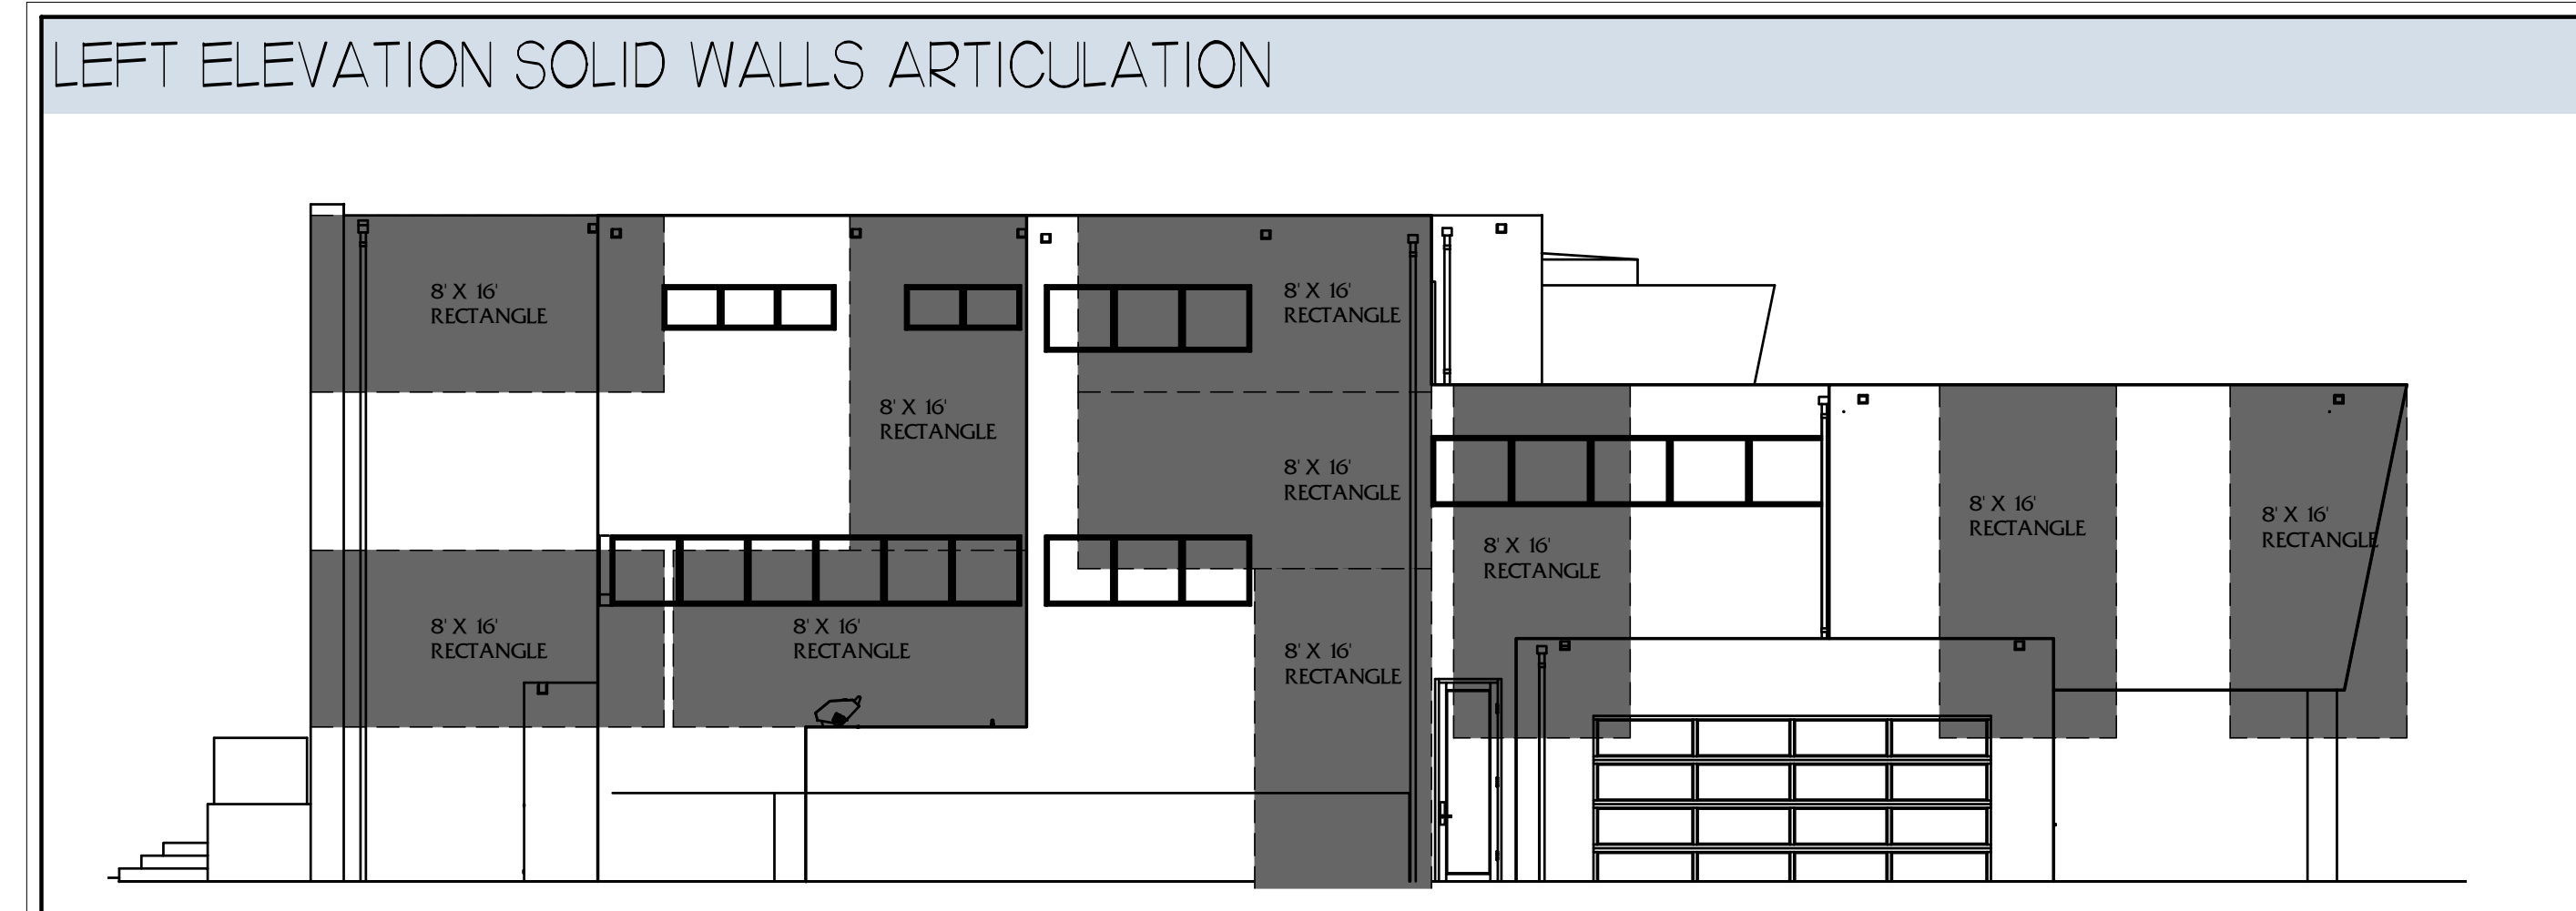 LEFT ELEVATION SOLID WALLS ARTICULATION
8' X 16'
RECTANGLE
8' X 16'
RECTANGLE
8' X 16'
RECTANGLE
8' X 16'
RECTANGLE
8' X 16'
RECTANGLE
8' X 16'
RECTANGLE
8' X 16'
RECTANGLE
8' X 16'
RECTANGLE
8' X 16'
RECTANGLE
8' X 16'
RECTANGLE